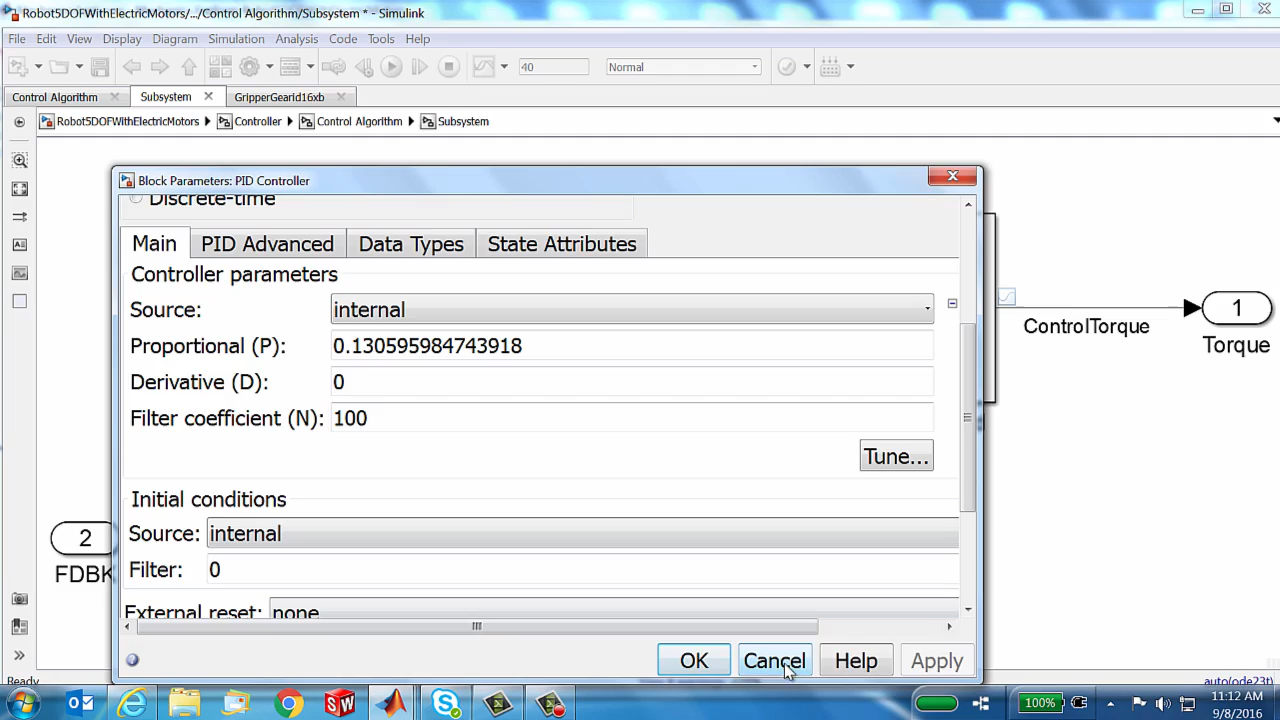 Robot5DOFWithElectricMotors/.../Control Algorithm/Subsystem * - Simulink
File Edit View Display Diagram Simulation Analysis Code Tools Help
40 Normal
Control Algorithm Subsystem GripperGearid16xb
Robot5DOFWithElectricMotors Controller Control Algorithm Subsystem
Block Parameters: PID Controller
Discrete-time
Main PID Advanced Data Types State Attributes
Controller parameters
Source: internal
Proportional (P): 0.130595984743918
Derivative (D): 0
Filter coefficient (N): 100
Tune...
Initial conditions
Source: internal
Filter: 0
External reset: none
OK Cancel Help Apply
2
FDBK
ControlTorque
1
Torque
Ready
auto(ode23t)
100%
11:12 AM
9/8/2016